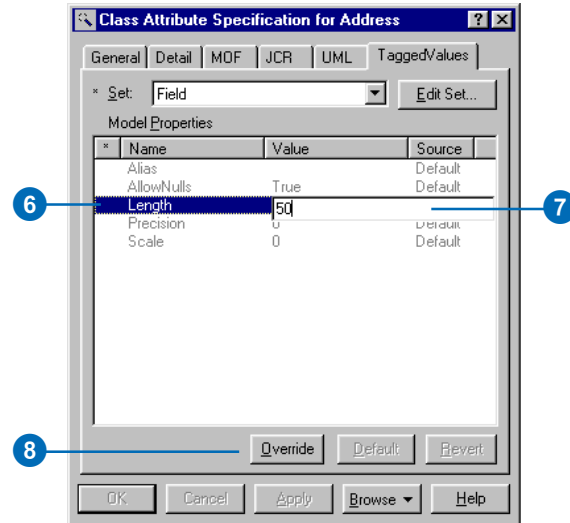 Class Attribute Specification for Address
General Detail MOF JCR UML TaggedValues
* Set: Field Edit Set...
Model Properties
* Name Value Source
Alias Default
AllowNulls True Default
6 Length 50 7
Precision 0 Default
Scale 0 Default
8 Override Default Revert
OK Cancel Apply Browse Help